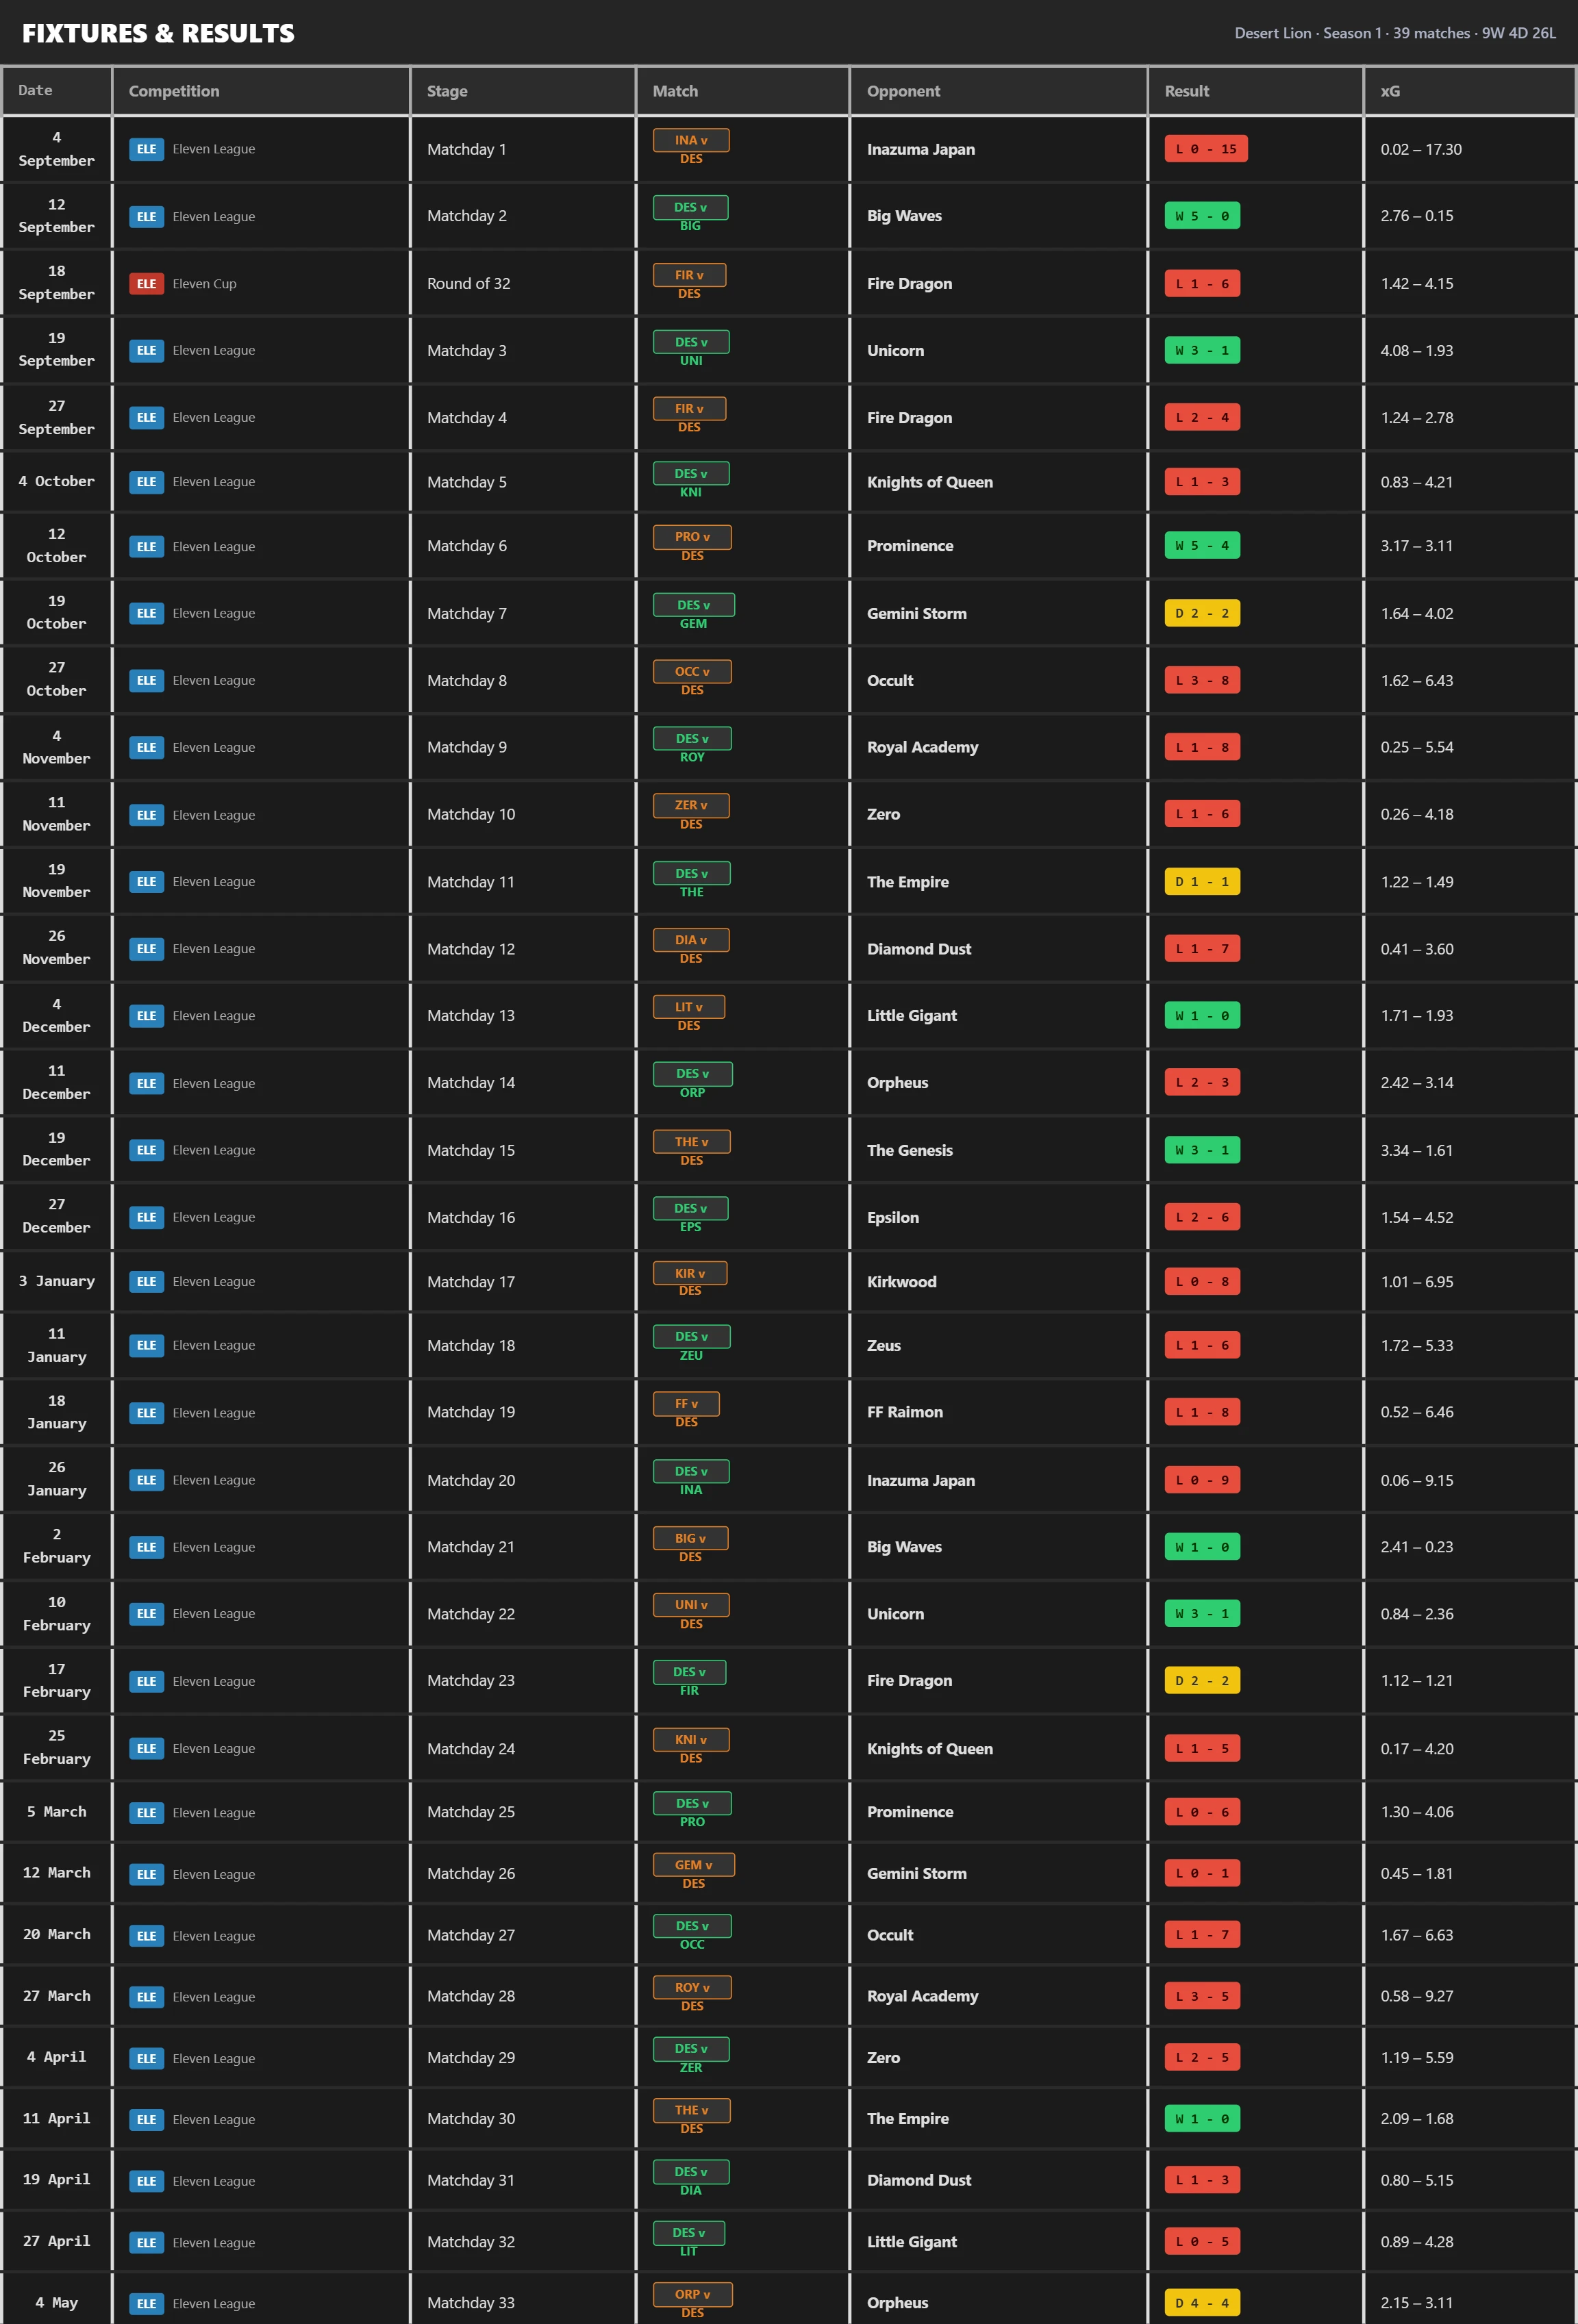 FIXTURES & RESULTS
Desert Lion · Season 1 · 39 matches · 9W 4D 26L
Date Competition Stage Match Opponent Result xG
4 September ELE Eleven League Matchday 1 INA v DES Inazuma Japan L 0 - 15 0.02 – 17.30
12 September ELE Eleven League Matchday 2 DES v BIG Big Waves W 5 - 0 2.76 – 0.15
18 September ELE Eleven Cup Round of 32 FIR v DES Fire Dragon L 1 - 6 1.42 – 4.15
19 September ELE Eleven League Matchday 3 DES v UNI Unicorn W 3 - 1 4.08 – 1.93
27 September ELE Eleven League Matchday 4 FIR v DES Fire Dragon L 2 - 4 1.24 – 2.78
4 October ELE Eleven League Matchday 5 DES v KNI Knights of Queen L 1 - 3 0.83 – 4.21
12 October ELE Eleven League Matchday 6 PRO v DES Prominence W 5 - 4 3.17 – 3.11
19 October ELE Eleven League Matchday 7 DES v GEM Gemini Storm D 2 - 2 1.64 – 4.02
27 October ELE Eleven League Matchday 8 OCC v DES Occult L 3 - 8 1.62 – 6.43
4 November ELE Eleven League Matchday 9 DES v ROY Royal Academy L 1 - 8 0.25 – 5.54
11 November ELE Eleven League Matchday 10 ZER v DES Zero L 1 - 6 0.26 – 4.18
19 November ELE Eleven League Matchday 11 DES v THE The Empire D 1 - 1 1.22 – 1.49
26 November ELE Eleven League Matchday 12 DIA v DES Diamond Dust L 1 - 7 0.41 – 3.60
4 December ELE Eleven League Matchday 13 LIT v DES Little Gigant W 1 - 0 1.71 – 1.93
11 December ELE Eleven League Matchday 14 DES v ORP Orpheus L 2 - 3 2.42 – 3.14
19 December ELE Eleven League Matchday 15 THE v DES The Genesis W 3 - 1 3.34 – 1.61
27 December ELE Eleven League Matchday 16 DES v EPS Epsilon L 2 - 6 1.54 – 4.52
3 January ELE Eleven League Matchday 17 KIR v DES Kirkwood L 0 - 8 1.01 – 6.95
11 January ELE Eleven League Matchday 18 DES v ZEU Zeus L 1 - 6 1.72 – 5.33
18 January ELE Eleven League Matchday 19 FF v DES FF Raimon L 1 - 8 0.52 – 6.46
26 January ELE Eleven League Matchday 20 DES v INA Inazuma Japan L 0 - 9 0.06 – 9.15
2 February ELE Eleven League Matchday 21 BIG v DES Big Waves W 1 - 0 2.41 – 0.23
10 February ELE Eleven League Matchday 22 UNI v DES Unicorn W 3 - 1 0.84 – 2.36
17 February ELE Eleven League Matchday 23 DES v FIR Fire Dragon D 2 - 2 1.12 – 1.21
25 February ELE Eleven League Matchday 24 KNI v DES Knights of Queen L 1 - 5 0.17 – 4.20
5 March ELE Eleven League Matchday 25 DES v PRO Prominence L 0 - 6 1.30 – 4.06
12 March ELE Eleven League Matchday 26 GEM v DES Gemini Storm L 0 - 1 0.45 – 1.81
20 March ELE Eleven League Matchday 27 DES v OCC Occult L 1 - 7 1.67 – 6.63
27 March ELE Eleven League Matchday 28 ROY v DES Royal Academy L 3 - 5 0.58 – 9.27
4 April ELE Eleven League Matchday 29 DES v ZER Zero L 2 - 5 1.19 – 5.59
11 April ELE Eleven League Matchday 30 THE v DES The Empire W 1 - 0 2.09 – 1.68
19 April ELE Eleven League Matchday 31 DES v DIA Diamond Dust L 1 - 3 0.80 – 5.15
27 April ELE Eleven League Matchday 32 DES v LIT Little Gigant L 0 - 5 0.89 – 4.28
4 May ELE Eleven League Matchday 33 ORP v DES Orpheus D 4 - 4 2.15 – 3.11